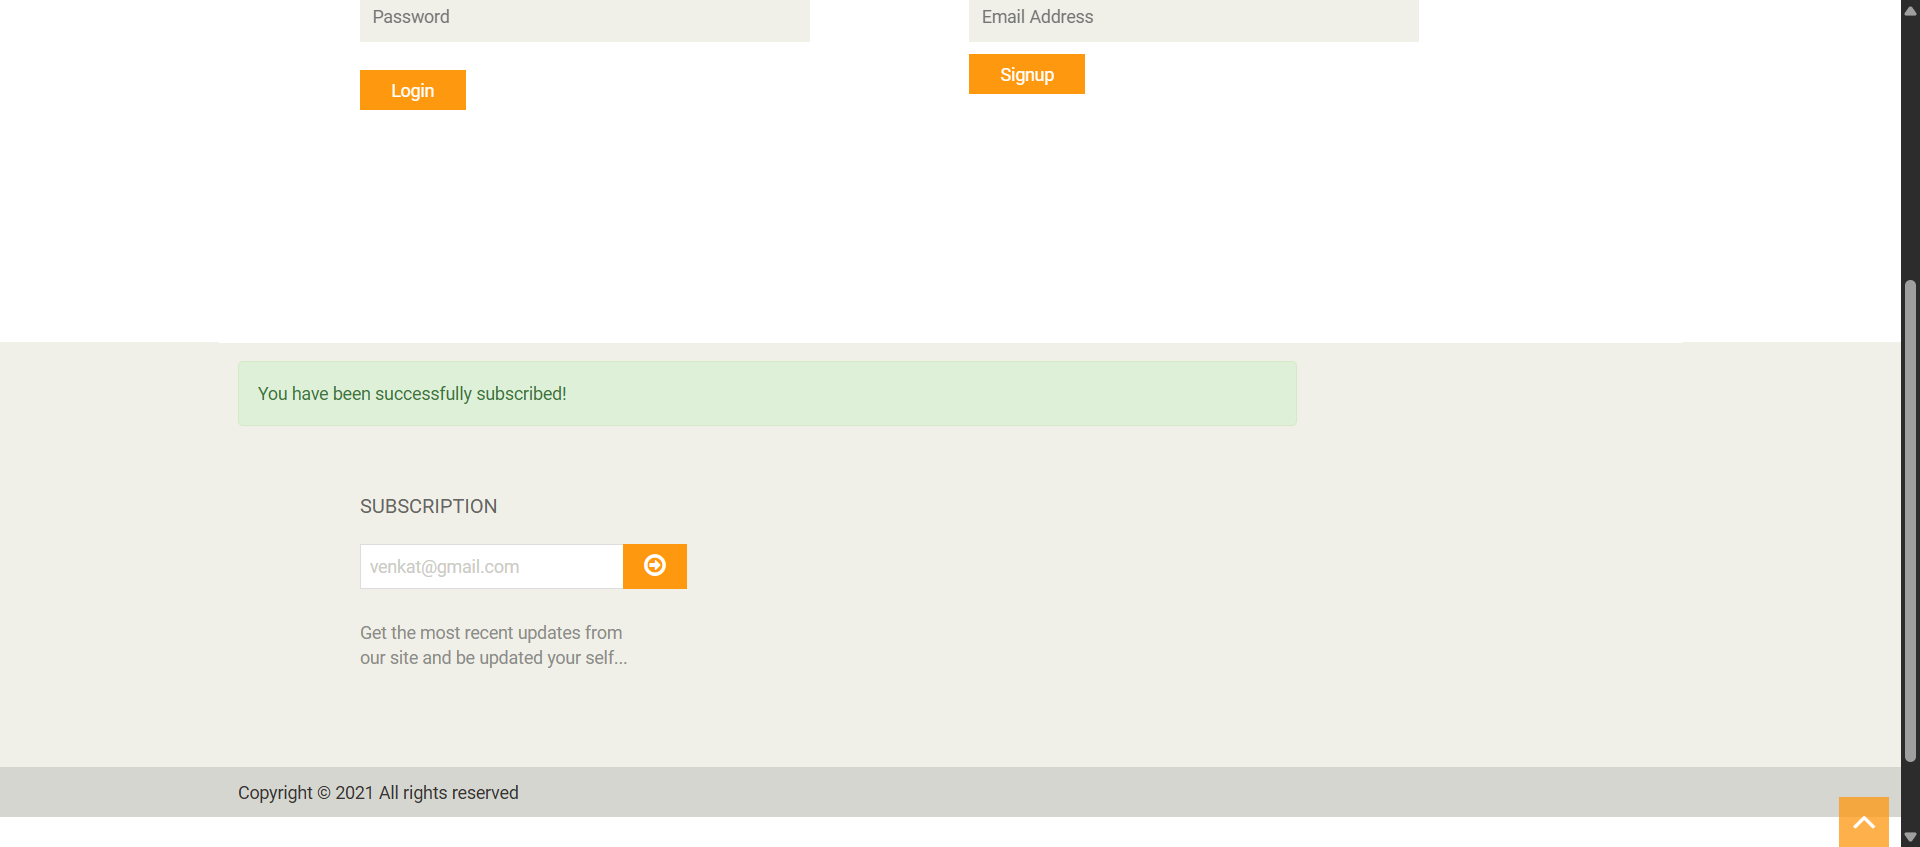 Password
Email Address
Login
Signup
You have been successfully subscribed!
SUBSCRIPTION
venkat@gmail.com
Get the most recent updates from
our site and be updated your self...
Copyright © 2021 All rights reserved